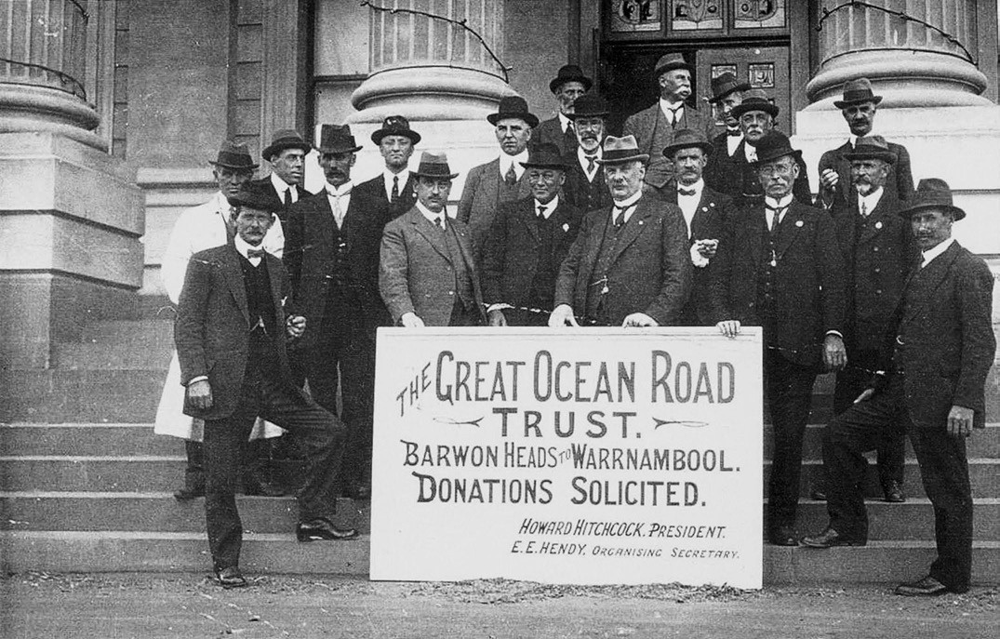 THE GREAT OCEAN ROAD
TRUST.
BARWON HEADS TO WARRNAMBOOL.
DONATIONS SOLICITED.
HOWARD HITCHCOCK. PRESIDENT.
E.E. HENDY, ORGANISING SECRETARY.